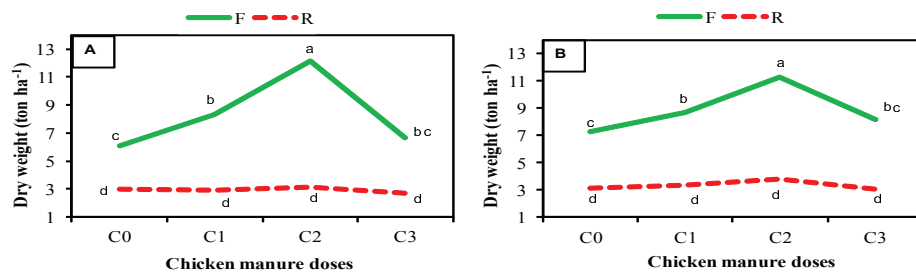 F R
A
Dry weight (ton ha⁻¹)
13
11
9
7
5
3
1
c b a b c
d d d d
C0 C1 C2 C3
Chicken manure doses
F R
B
Dry weight (ton ha⁻¹)
13
11
9
7
5
3
1
c b a bc
d d d d
C0 C1 C2 C3
Chicken manure doses